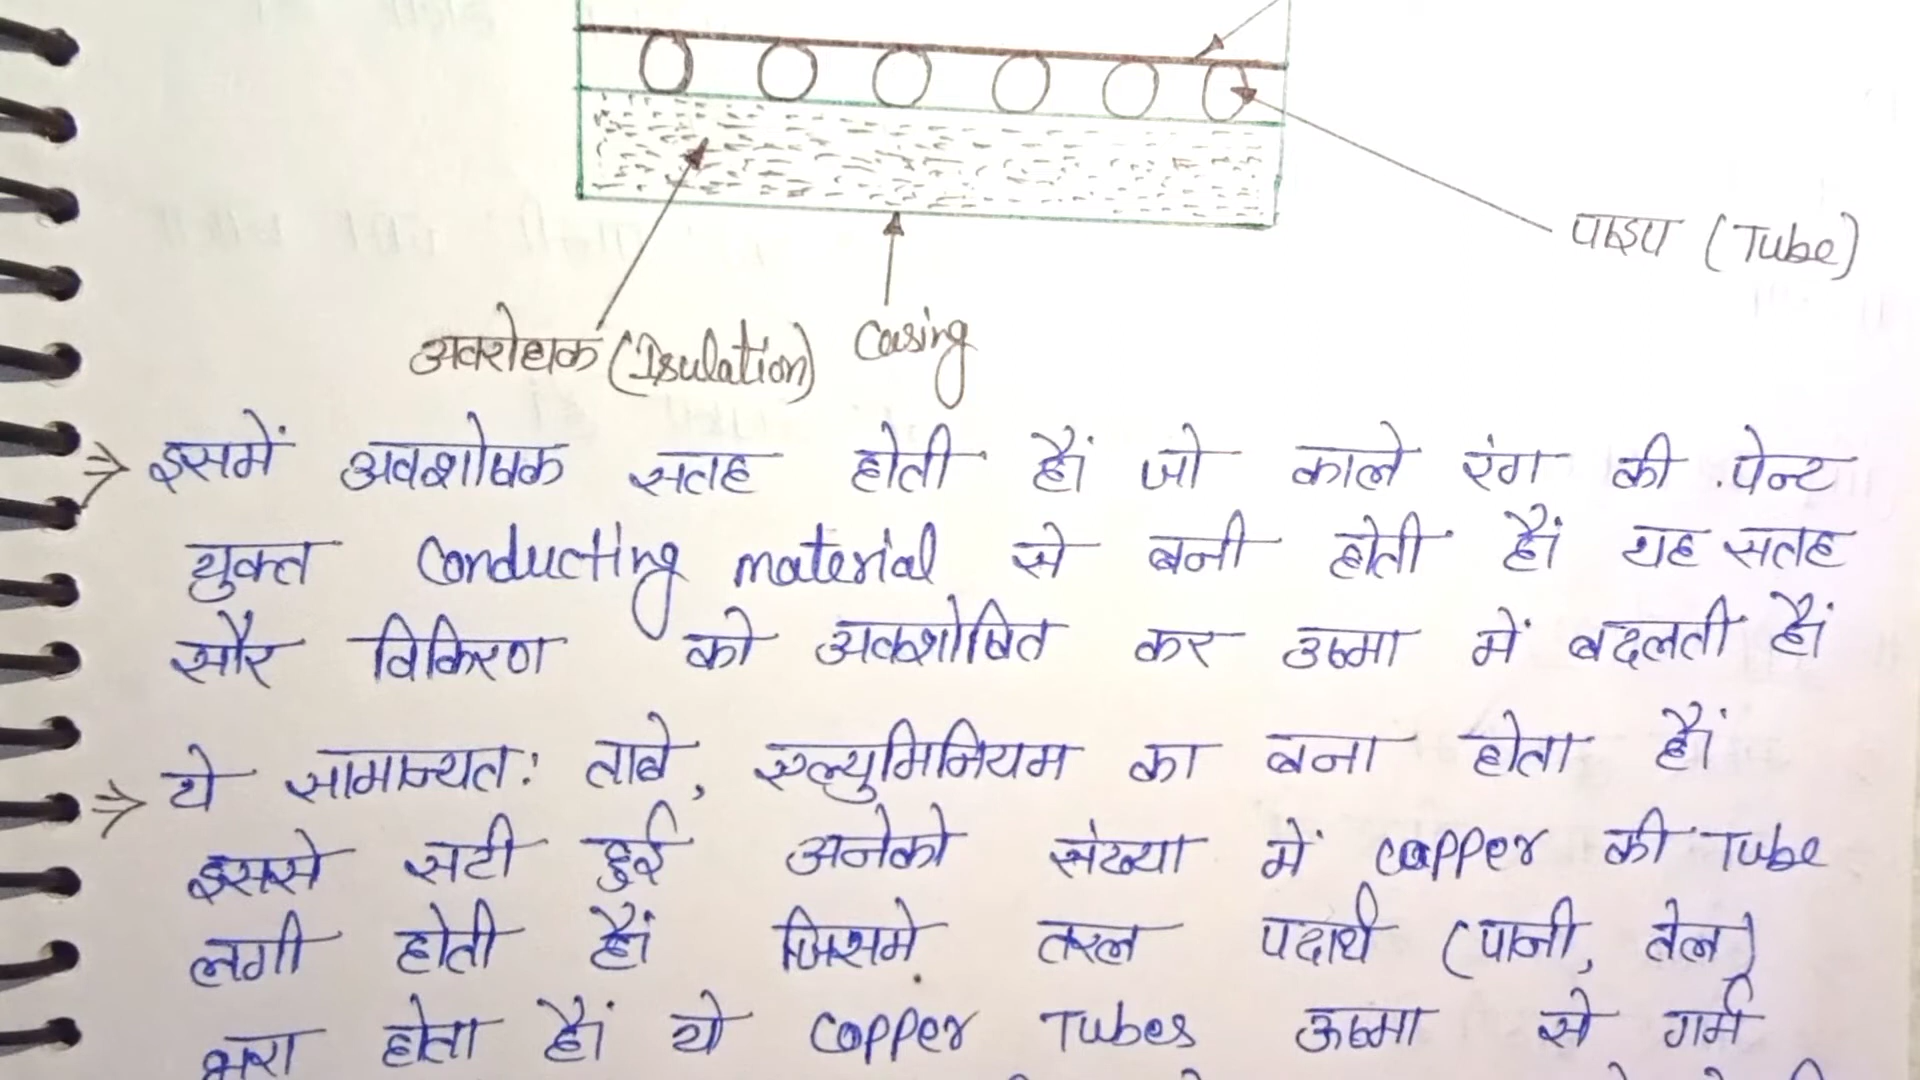 पाइप (Tube)
अवरोधक (Isulation) Casing
⇒ इसमें अवशोषक सतह होती हैं जो काले रंग की पेन्ट
युक्त Conducting material से बनी होती हैं यह सतह
सौर विकिरण को अवशोषित कर उष्मा में बदलती हैं
⇒ ये सामान्यत: ताबे, एल्युमिनियम का बना होता हैं
इससे सटी हुई अनेको संख्या में copper की Tube
लगी होती हैं जिसमे तरल पदार्थ (पानी, तेल)
भरा होता हैं ये copper Tubes ऊष्मा से गर्म